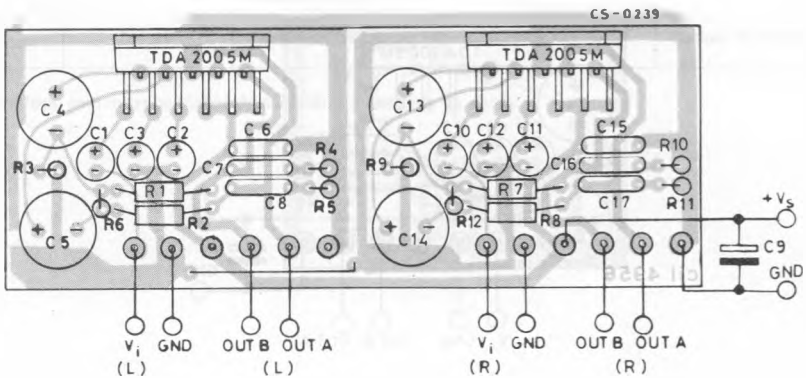 CS-0239
TDA 2005M
TDA 2005M
C4
C1 C3 C2 C6
R3 C7 R4
R1 C8 R5
C5 R6 R2
C13
C10 C12 C11 C15
R9 C16 R10
R7 C17 R11
C14 R12 R8
+Vs
C9
GND
Vi GND OUT B OUT A
(L) (L)
Vi GND OUT B OUT A
(R) (R)